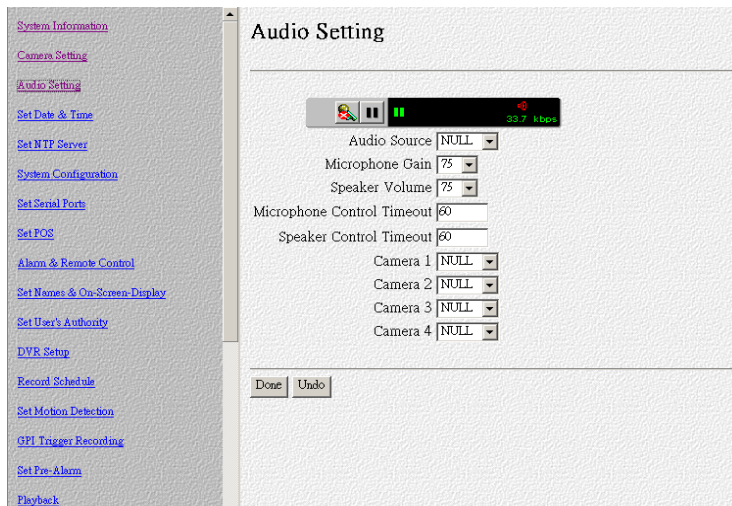 System Information
Camera Setting
Audio Setting
Set Date & Time
Set NTP Server
System Configuration
Set Serial Ports
Set POS
Alarm & Remote Control
Set Names & On-Screen-Display
Set User's Authority
DVR Setup
Record Schedule
Set Motion Detection
GPI Trigger Recording
Set Pre-Alarm
Playback
Audio Setting
33.7 kbps
Audio Source NULL
Microphone Gain 75
Speaker Volume 75
Microphone Control Timeout 60
Speaker Control Timeout 60
Camera 1 NULL
Camera 2 NULL
Camera 3 NULL
Camera 4 NULL
Done Undo